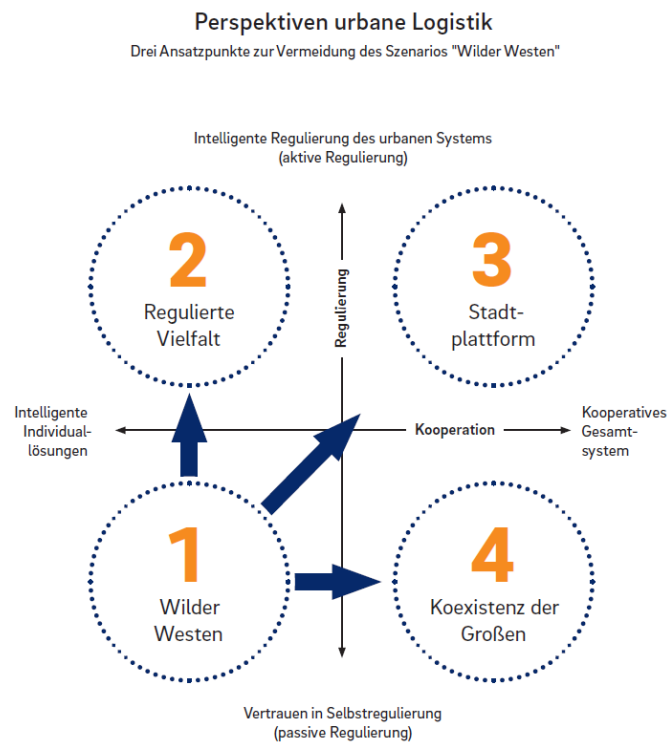 Perspektiven urbane Logistik
Drei Ansatzpunkte zur Vermeidung des Szenarios "Wilder Westen"
Intelligente Regulierung des urbanen Systems
(aktive Regulierung)
2
Regulierte
Vielfalt
Regulierung
3
Stadt-
plattform
Intelligente
Individual-
lösungen
Kooperation
Kooperatives
Gesamt-
system
1
Wilder
Westen
4
Koexistenz der
Großen
Vertrauen in Selbstregulierung
(passive Regulierung)